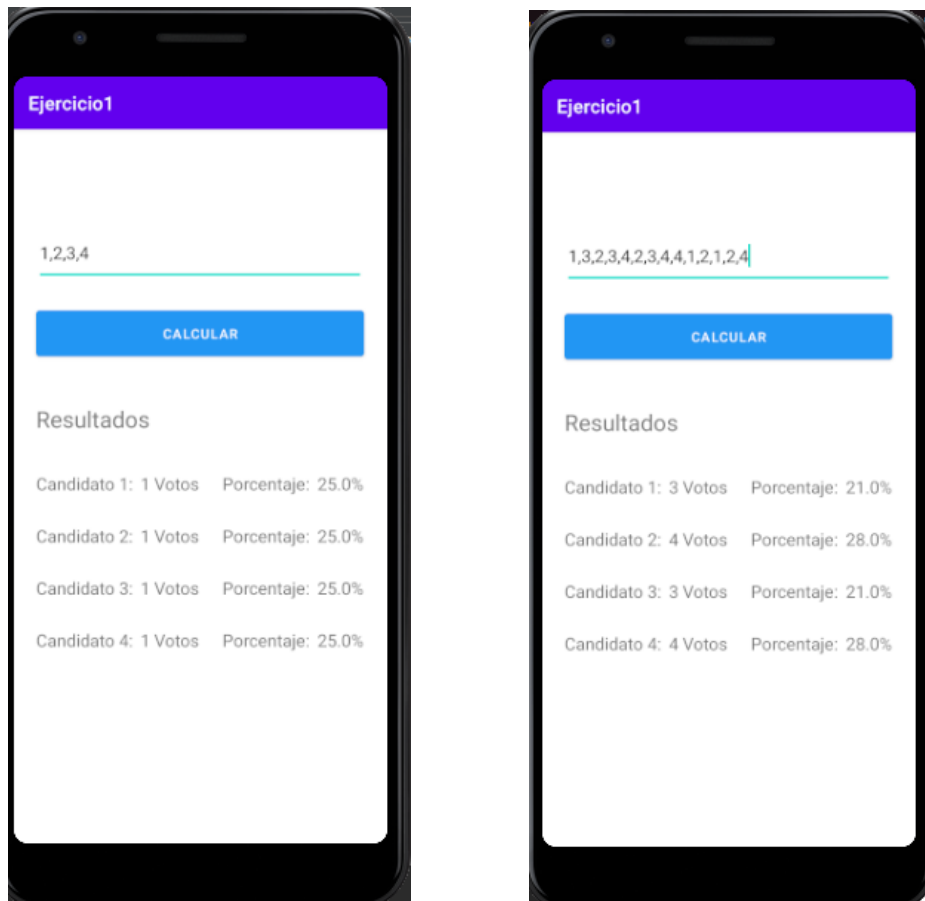 Ejercicio1
1,2,3,4
CALCULAR
Resultados
Candidato 1: 1 Votos Porcentaje: 25.0%
Candidato 2: 1 Votos Porcentaje: 25.0%
Candidato 3: 1 Votos Porcentaje: 25.0%
Candidato 4: 1 Votos Porcentaje: 25.0%
Ejercicio1
1,3,2,3,4,2,3,4,4,1,2,1,2,4
CALCULAR
Resultados
Candidato 1: 3 Votos Porcentaje: 21.0%
Candidato 2: 4 Votos Porcentaje: 28.0%
Candidato 3: 3 Votos Porcentaje: 21.0%
Candidato 4: 4 Votos Porcentaje: 28.0%